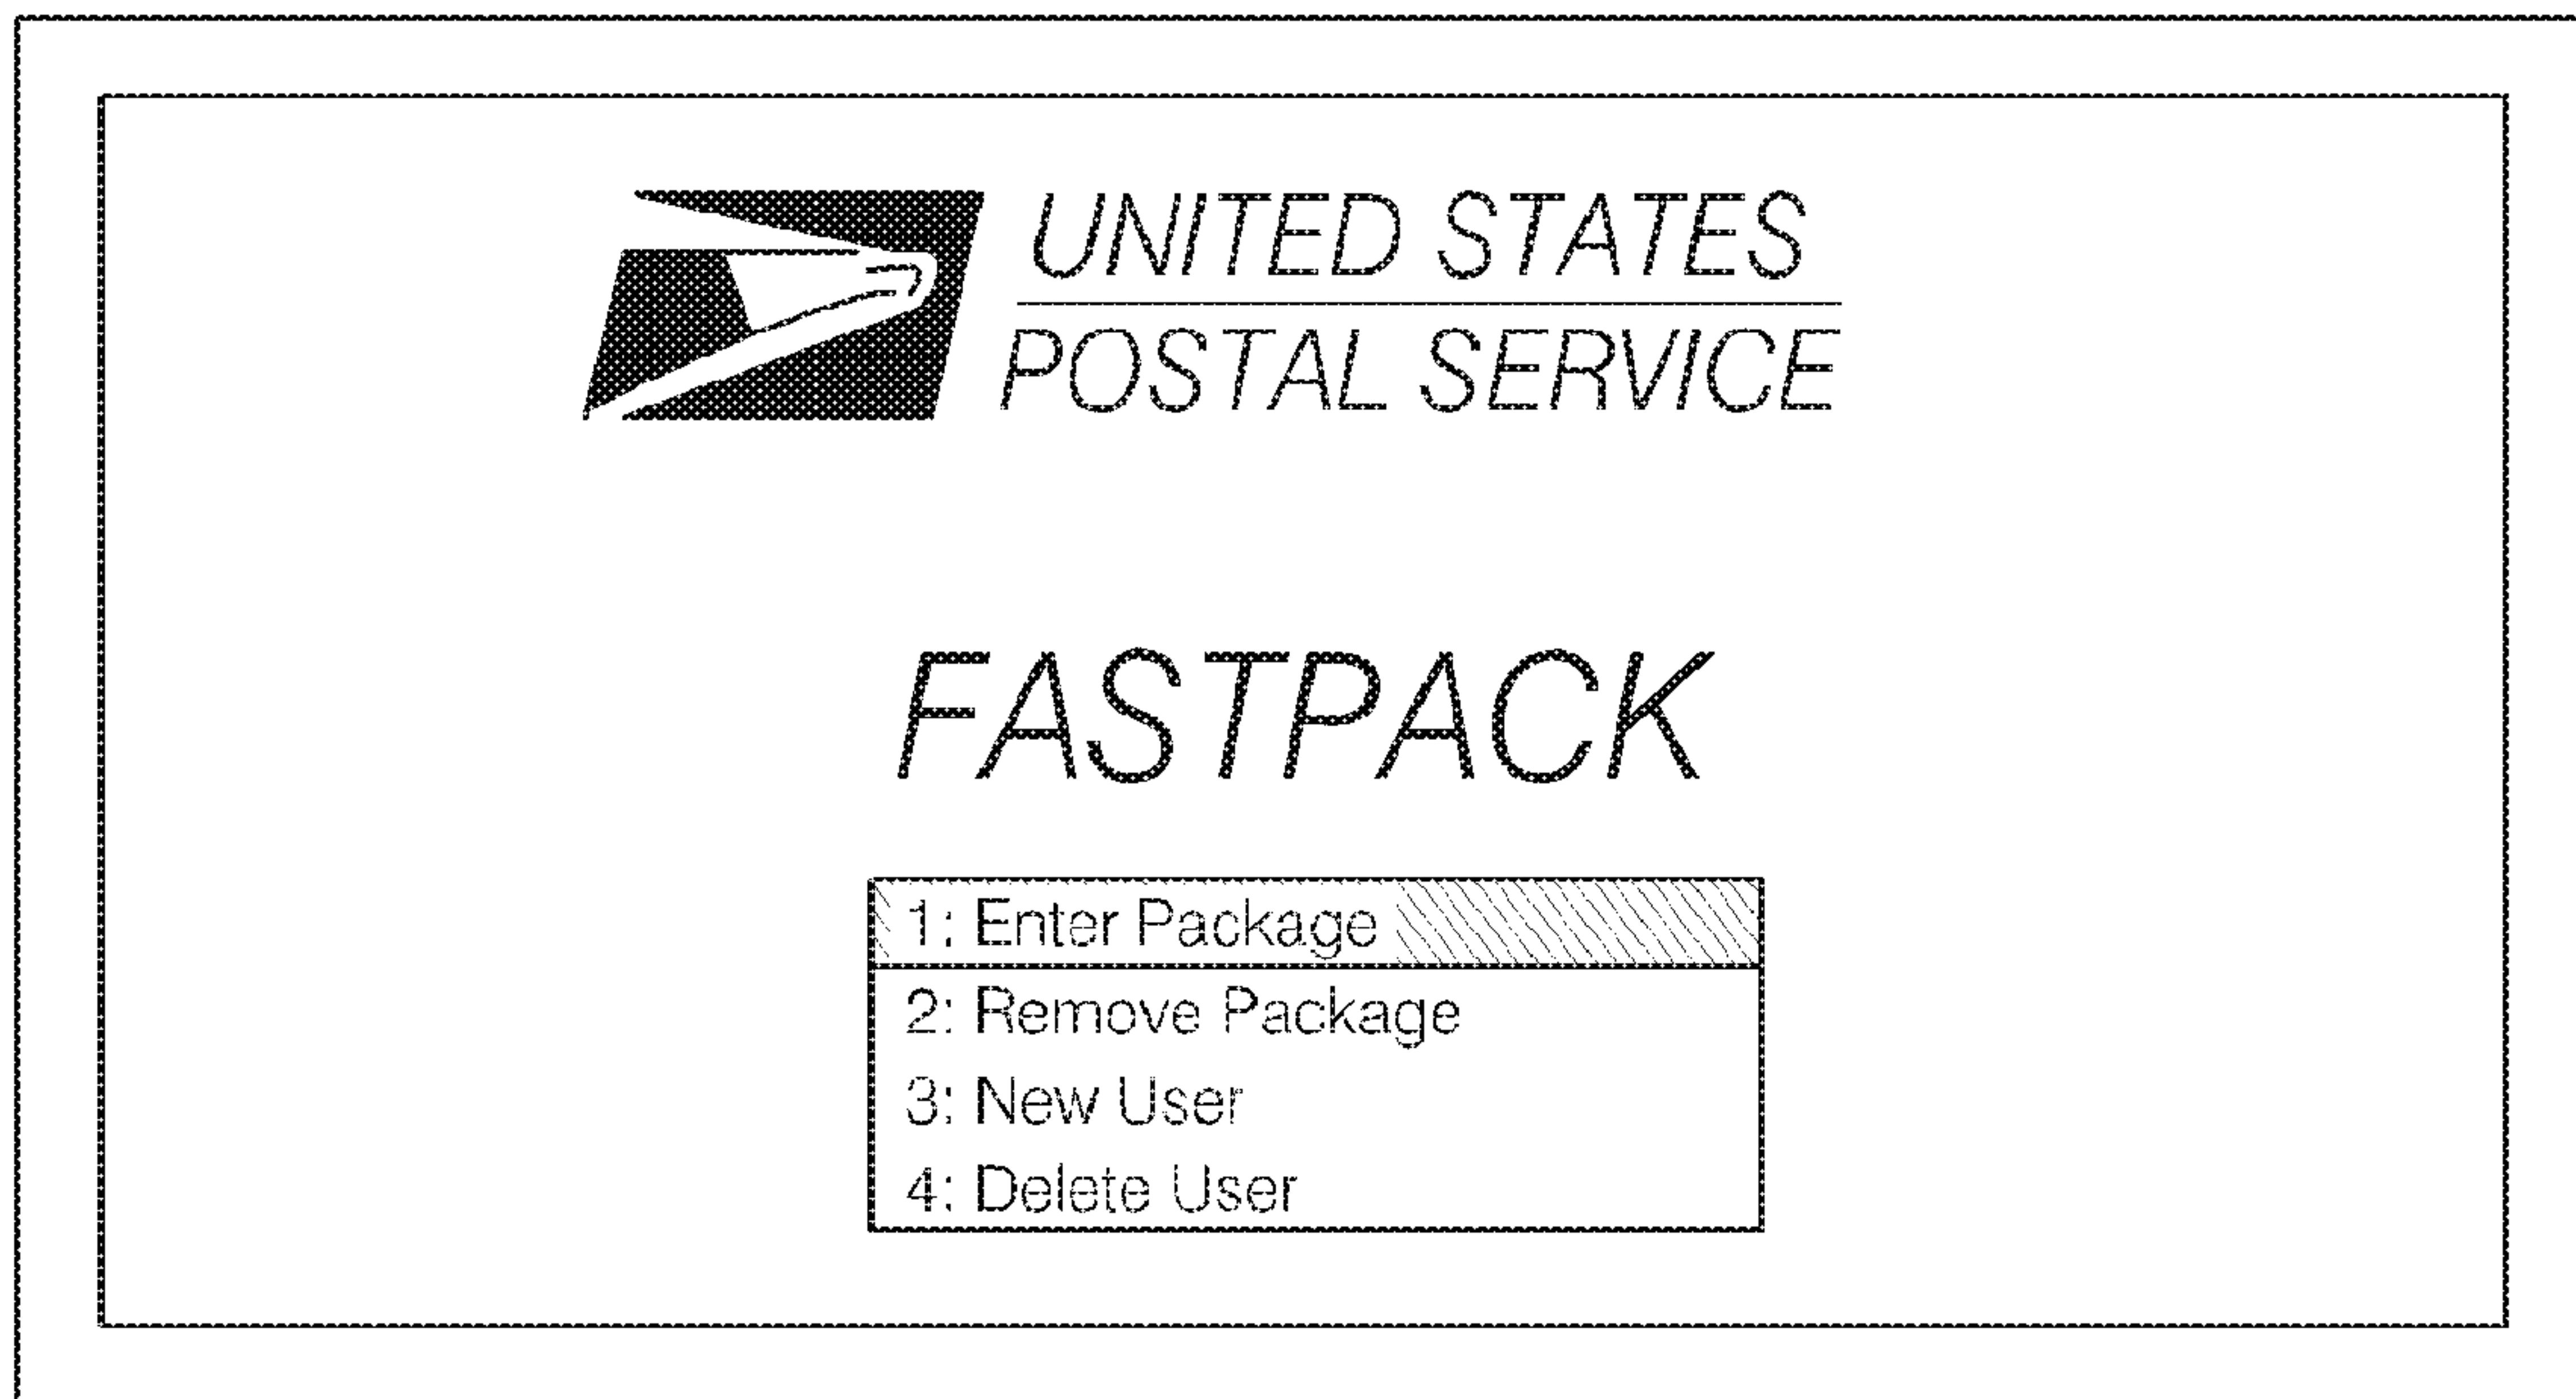 UNITED STATES
POSTAL SERVICE
FASTPACK
1: Enter Package
2: Remove Package
3: New User
4: Delete User